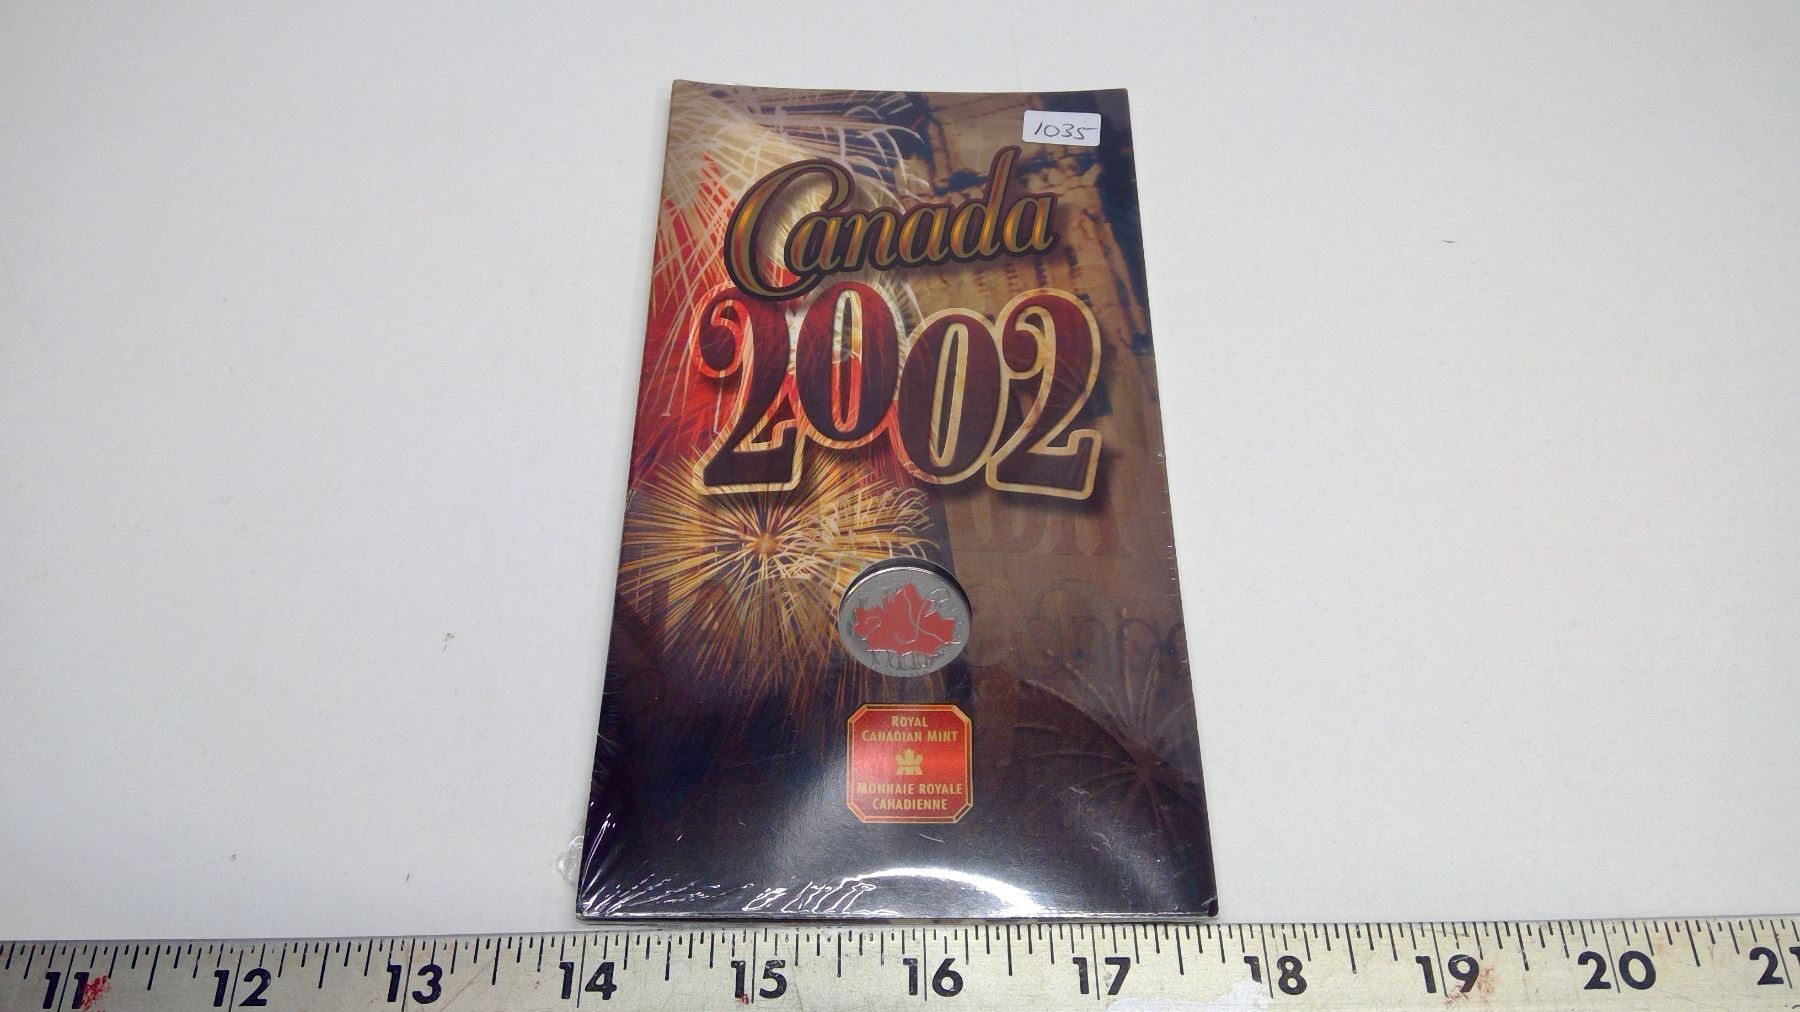 1035
Canada
2002
ROYAL
CANADIAN MINT
MONNAIE ROYALE
CANADIENNE
11 12 13 14 15 16 17 18 19 20